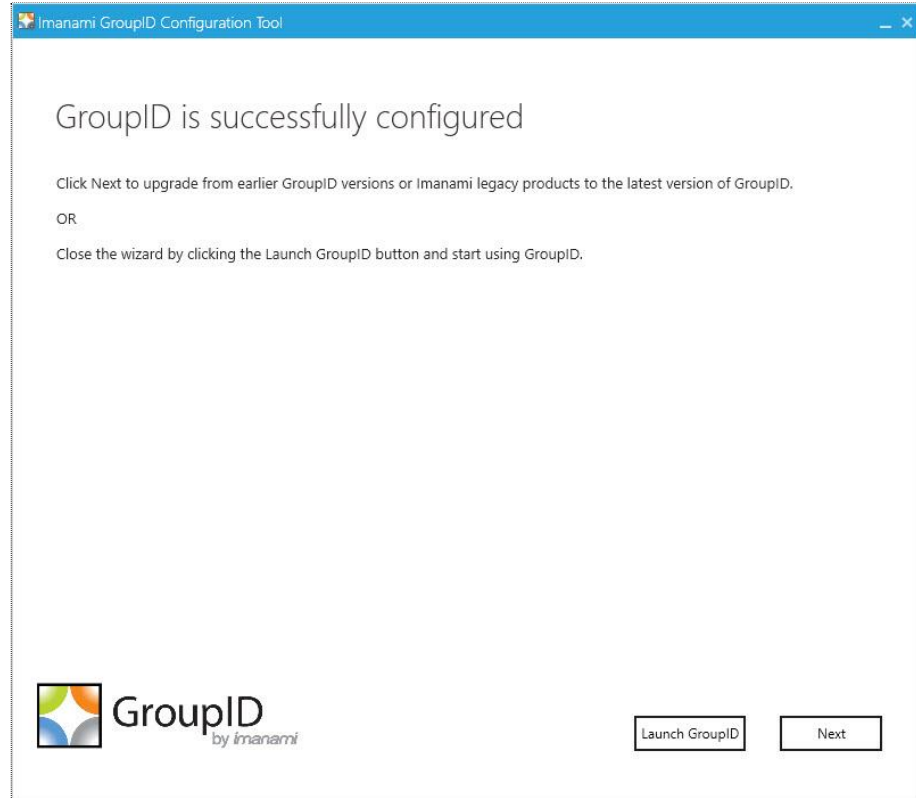 Imanami GroupID Configuration Tool
GroupID is successfully configured
Click Next to upgrade from earlier GroupID versions or Imanami legacy products to the latest version of GroupID.
OR
Close the wizard by clicking the Launch GroupID button and start using GroupID.
GroupID
by imanami
Launch GroupID
Next